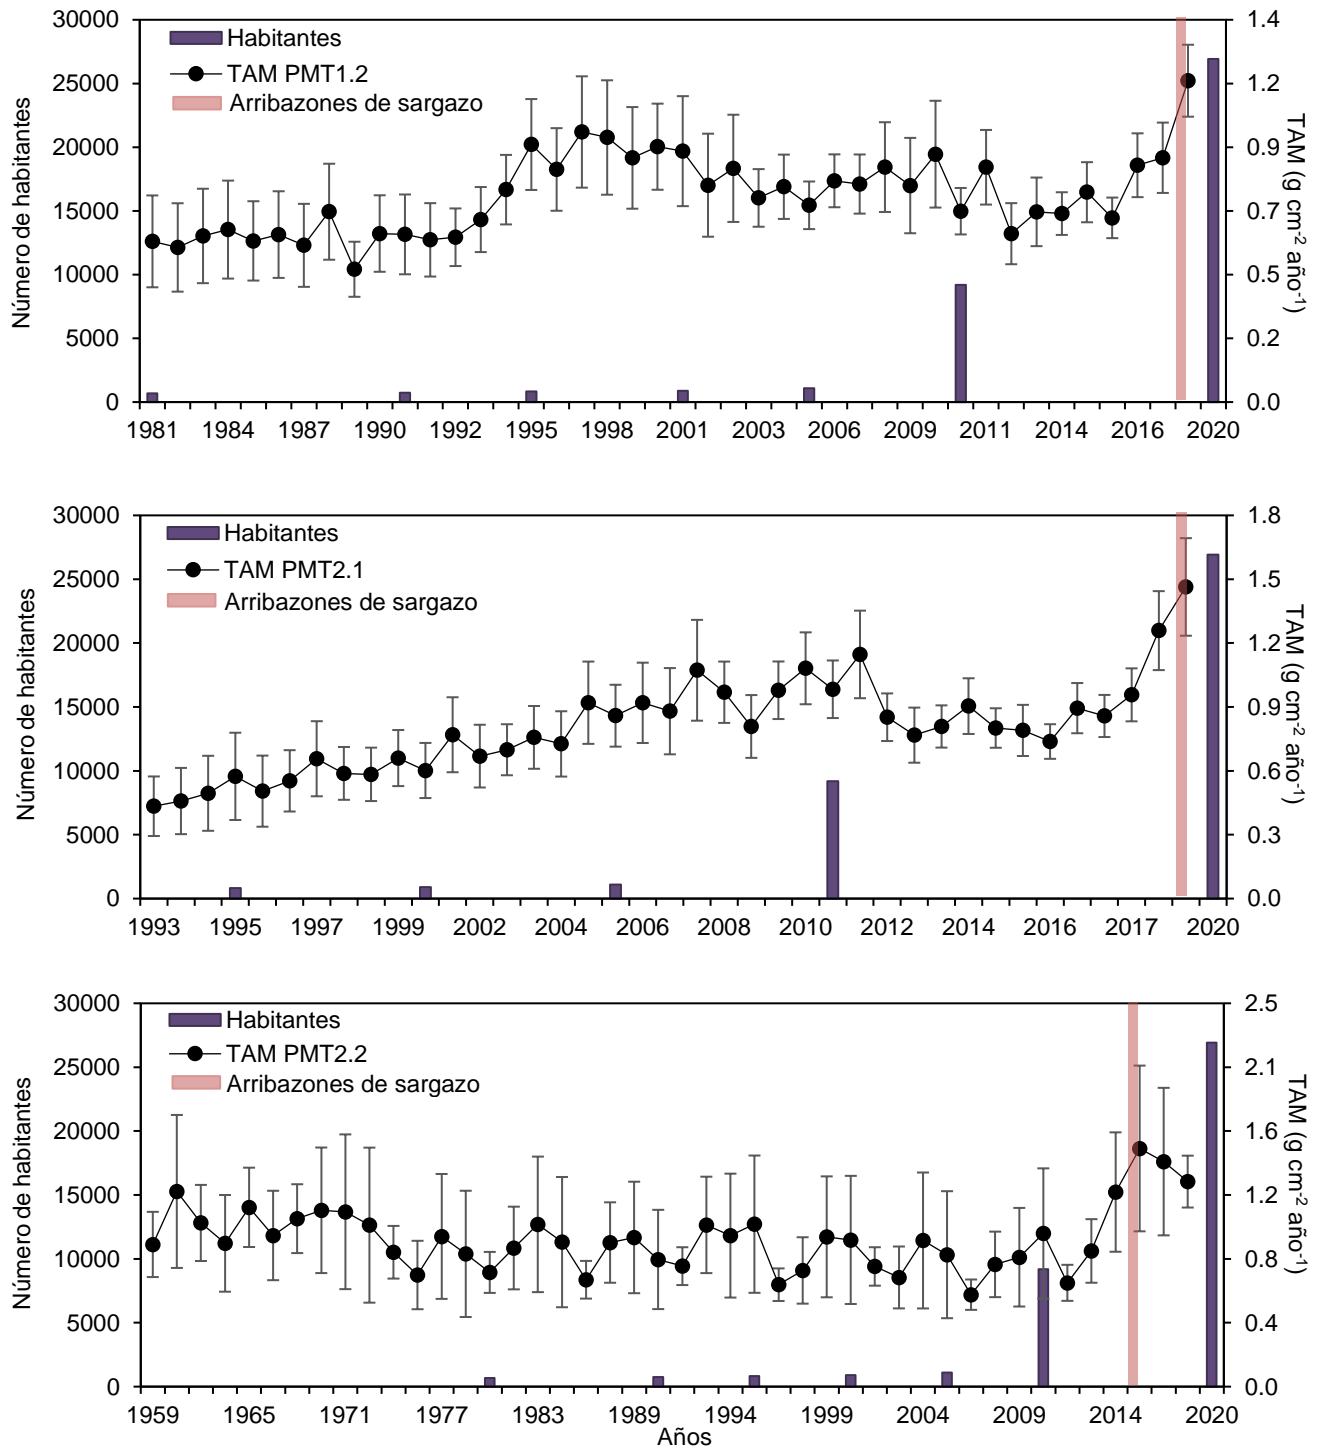 30000
25000
20000
15000
10000
5000
0
Número de habitantes
Habitantes
TAM PMT1.2
Arribazones de sargazo
1.4
1.2
0.9
0.7
0.5
0.2
0.0
TAM (g cm-2 año-1)
1981 1984 1987 1990 1992 1995 1998 2001 2003 2006 2009 2011 2014 2016 2020
30000
25000
20000
15000
10000
5000
0
Número de habitantes
Habitantes
TAM PMT2.1
Arribazones de sargazo
1.8
1.5
1.2
0.9
0.6
0.3
0.0
TAM (g cm-2 año-1)
1993 1995 1997 1999 2002 2004 2006 2008 2010 2012 2014 2016 2017 2020
30000
25000
20000
15000
10000
5000
0
Número de habitantes
Habitantes
TAM PMT2.2
Arribazones de sargazo
2.5
2.1
1.6
1.2
0.8
0.4
0.0
TAM (g cm-2 año-1)
1959 1965 1971 1977 1983 1989 1994 1999 2004 2009 2014 2020
Años